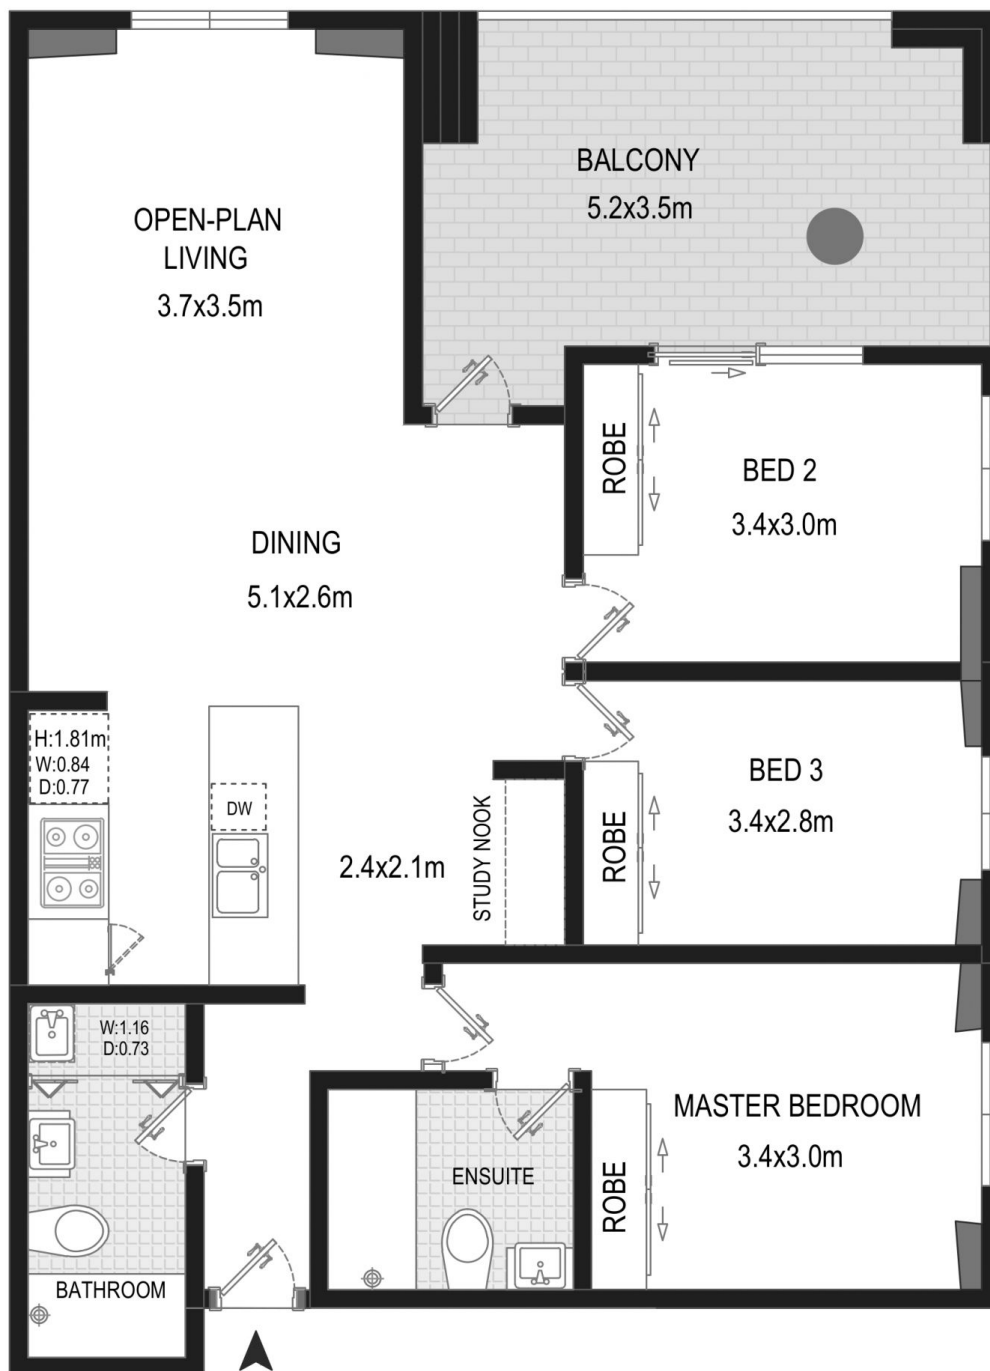 BALCONY
5.2x3.5m
OPEN-PLAN
LIVING
3.7x3.5m
ROBE
BED 2
3.4x3.0m
DINING
5.1x2.6m
H:1.81m
W:0.84
D:0.77
DW
2.4x2.1m
STUDY NOOK
ROBE
BED 3
3.4x2.8m
W:1.16
D:0.73
MASTER BEDROOM
3.4x3.0m
ENSUITE
ROBE
BATHROOM